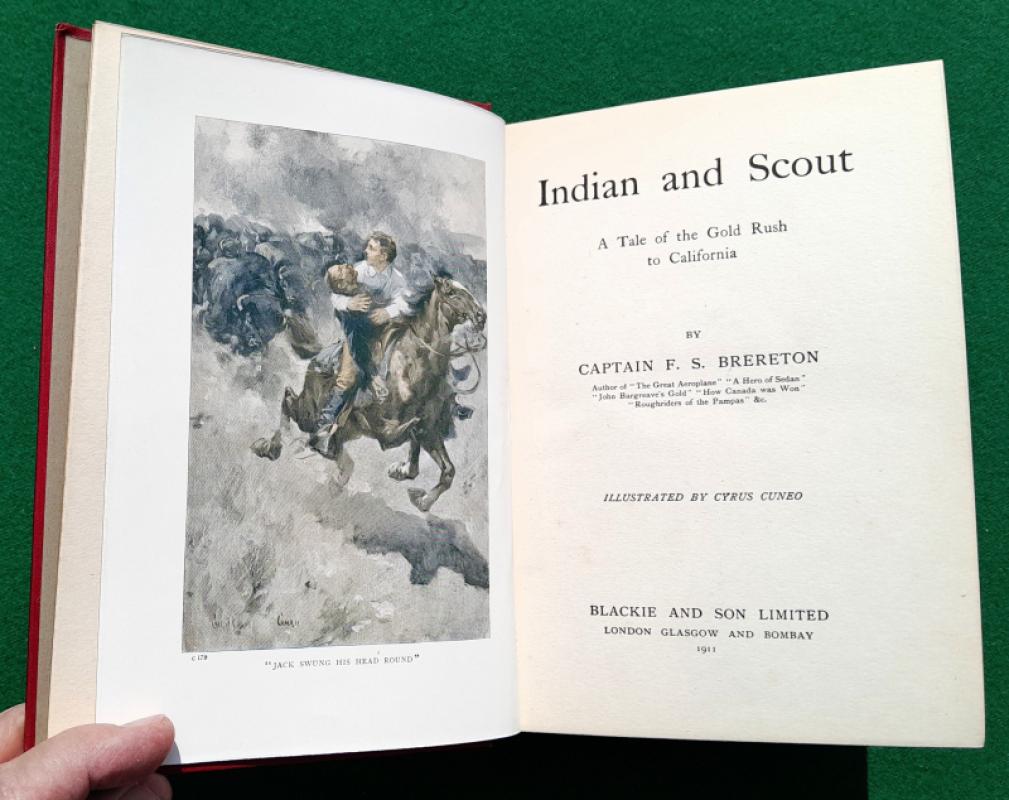 C 179
"JACK SWUNG HIS HEAD ROUND"
Indian and Scout
A Tale of the Gold Rush
to California
BY
CAPTAIN F. S. BRERETON
Author of "The Great Aeroplane" "A Hero of Sedan"
"John Bargreave's Gold" "How Canada was Won"
"Roughriders of the Pampas" &c.
ILLUSTRATED BY CYRUS CUNEO
BLACKIE AND SON LIMITED
LONDON GLASGOW AND BOMBAY
1911